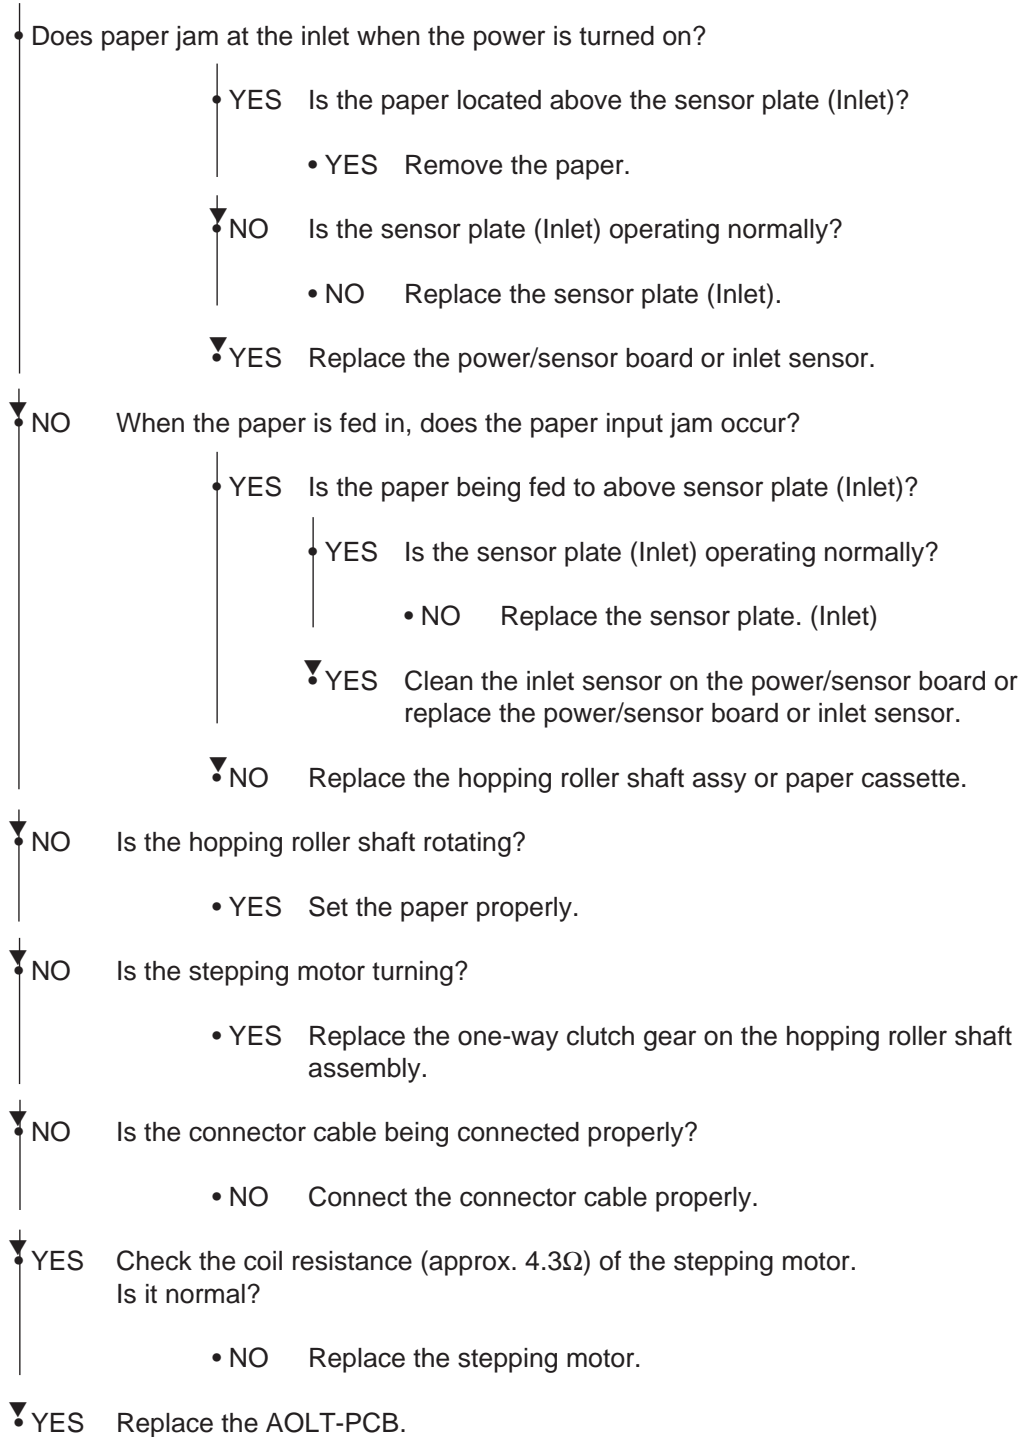 Does paper jam at the inlet when the power is turned on?
• YES Is the paper located above the sensor plate (Inlet)?
• YES Remove the paper.
NO Is the sensor plate (Inlet) operating normally?
• NO Replace the sensor plate (Inlet).
YES Replace the power/sensor board or inlet sensor.
NO When the paper is fed in, does the paper input jam occur?
• YES Is the paper being fed to above sensor plate (Inlet)?
• YES Is the sensor plate (Inlet) operating normally?
• NO Replace the sensor plate. (Inlet)
YES Clean the inlet sensor on the power/sensor board or
replace the power/sensor board or inlet sensor.
NO Replace the hopping roller shaft assy or paper cassette.
NO Is the hopping roller shaft rotating?
• YES Set the paper properly.
NO Is the stepping motor turning?
• YES Replace the one-way clutch gear on the hopping roller shaft
assembly.
NO Is the connector cable being connected properly?
• NO Connect the connector cable properly.
YES Check the coil resistance (approx. 4.3Ω) of the stepping motor.
Is it normal?
• NO Replace the stepping motor.
YES Replace the AOLT-PCB.